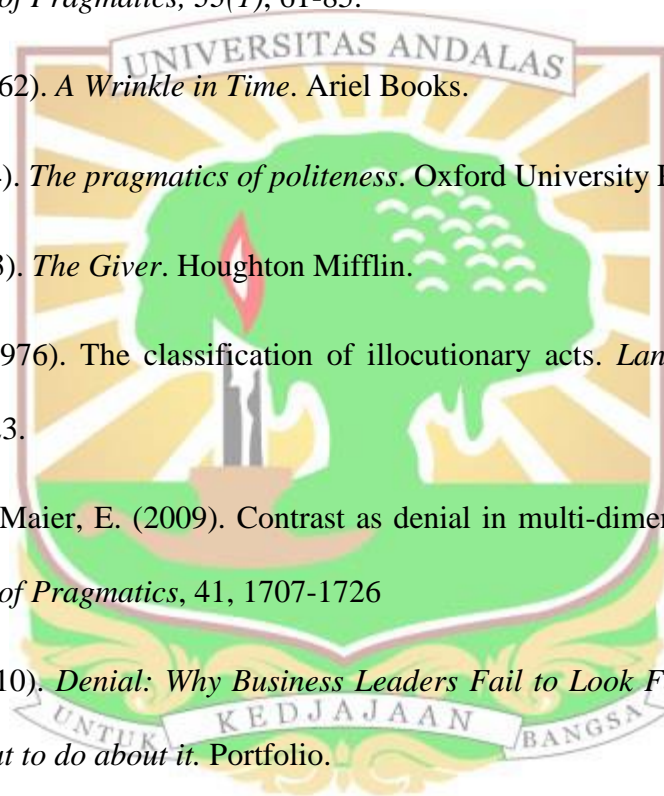 of Pragmatics, 35(1), 61-85.
UNIVERSITAS ANDALAS
62). A Wrinkle in Time. Ariel Books.
). The pragmatics of politeness. Oxford University
3). The Giver. Houghton Mifflin.
976). The classification of illocutionary acts. Lan
23.
Maier, E. (2009). Contrast as denial in multi-dimen
of Pragmatics, 41, 1707-1726
10). Denial: Why Business Leaders Fail to Look F
ut to do about it. Portfolio.
UNTUK KEDJAJAAN BANGSA